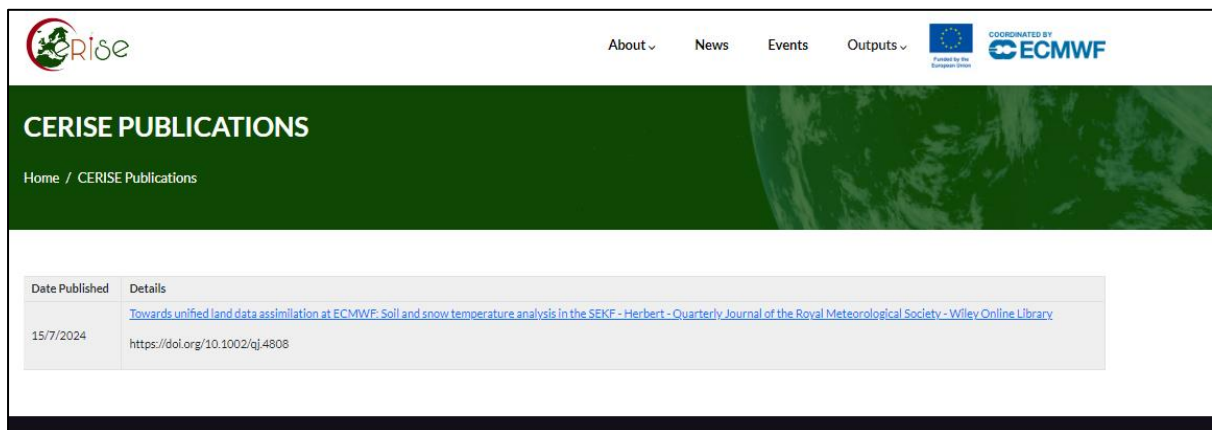 CERISE
About News Events Outputs
Funded by the
European Union
COORDINATED BY
ECMWF
CERISE PUBLICATIONS
Home / CERISE Publications
Date Published Details
15/7/2024
Towards unified land data assimilation at ECMWF: Soil and snow temperature analysis in the SEKF - Herbert - Quarterly Journal of the Royal Meteorological Society - Wiley Online Library
https://doi.org/10.1002/qj.4808